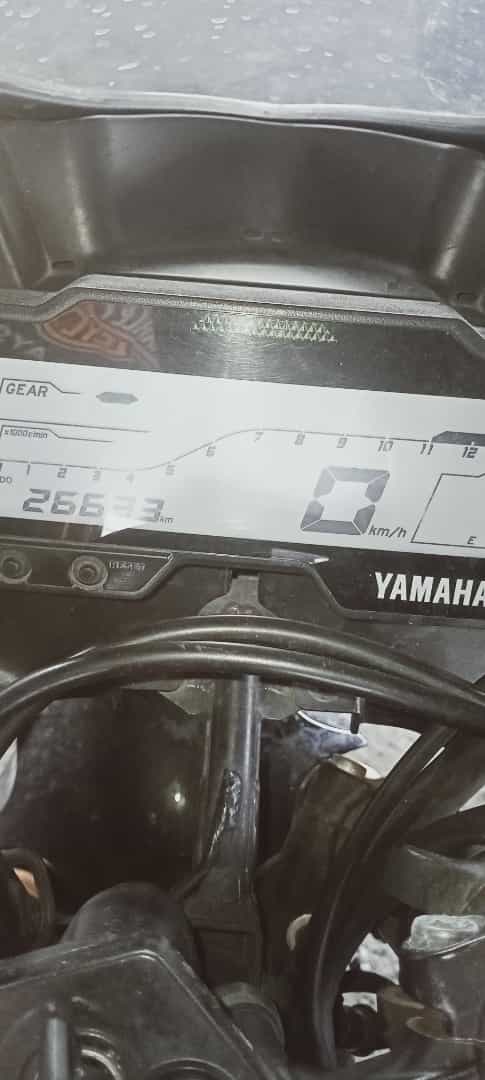 GEAR
x1000r/min
1 2 3 4 5 6 7 8 9 10 11 12
km
0 km/h
E
YAMAHA